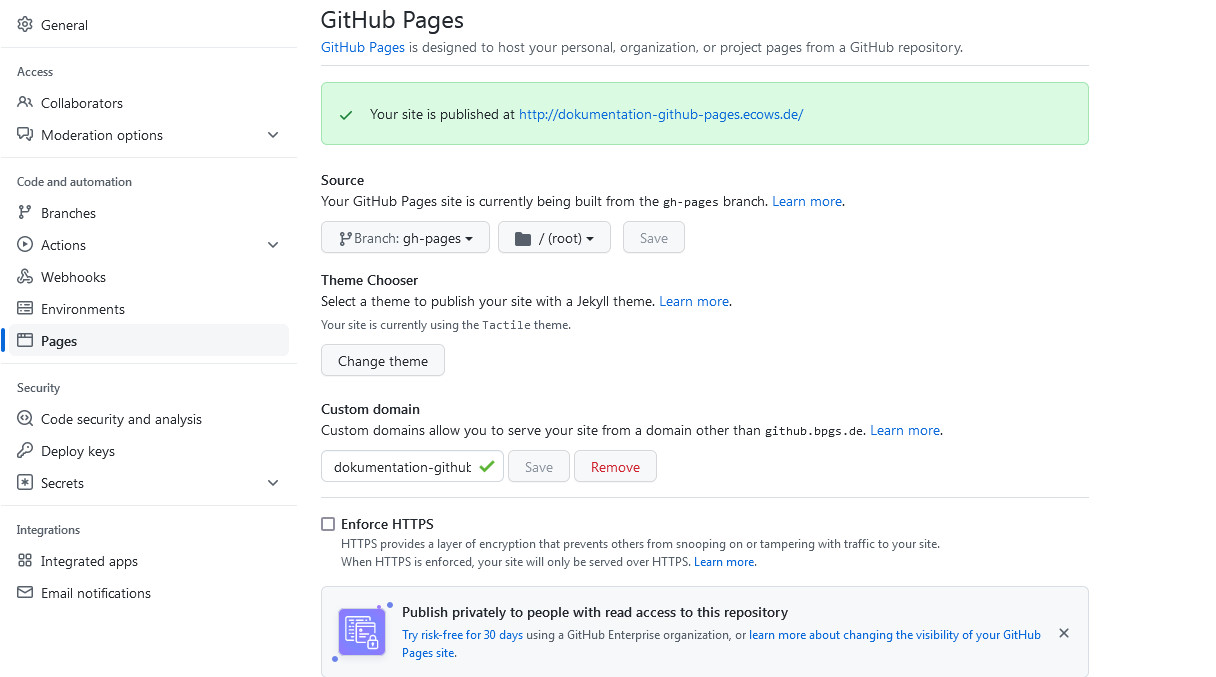 General
Access
Collaborators
Moderation options
Code and automation
Branches
Actions
Webhooks
Environments
Pages
Security
Code security and analysis
Deploy keys
Secrets
Integrations
Integrated apps
Email notifications
GitHub Pages
GitHub Pages is designed to host your personal, organization, or project pages from a GitHub repository.
Your site is published at http://dokumentation-github-pages.ecows.de/
Source
Your GitHub Pages site is currently being built from the gh-pages branch. Learn more.
Branch: gh-pages / (root) Save
Theme Chooser
Select a theme to publish your site with a Jekyll theme. Learn more.
Your site is currently using the Tactile theme.
Change theme
Custom domain
Custom domains allow you to serve your site from a domain other than github.bpgs.de. Learn more.
dokumentation-github Save Remove
Enforce HTTPS
HTTPS provides a layer of encryption that prevents others from snooping on or tampering with traffic to your site.
When HTTPS is enforced, your site will only be served over HTTPS. Learn more.
Publish privately to people with read access to this repository
Try risk-free for 30 days using a GitHub Enterprise organization, or learn more about changing the visibility of your GitHub
Pages site.